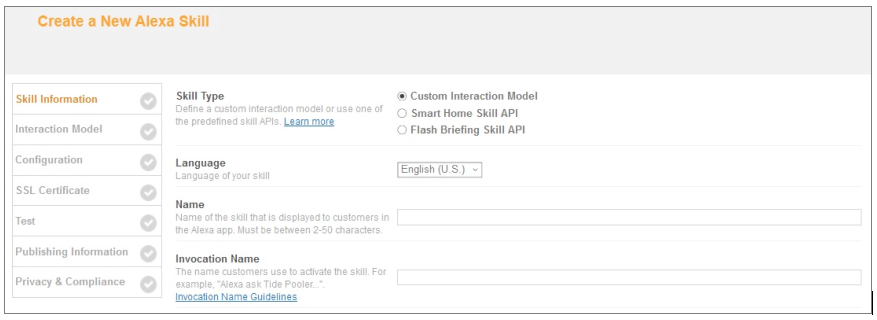 Create a New Alexa Skill
Skill Information
Interaction Model
Configuration
SSL Certificate
Test
Publishing Information
Privacy & Compliance
Skill Type
Define a custom interaction model or use one of
the predefined skill APIs. Learn more
Custom Interaction Model
Smart Home Skill API
Flash Briefing Skill API
Language
Language of your skill
English (U.S.)
Name
Name of the skill that is displayed to customers in
the Alexa app. Must be between 2-50 characters.
Invocation Name
The name customers use to activate the skill. For
example, "Alexa ask Tide Pooler...".
Invocation Name Guidelines